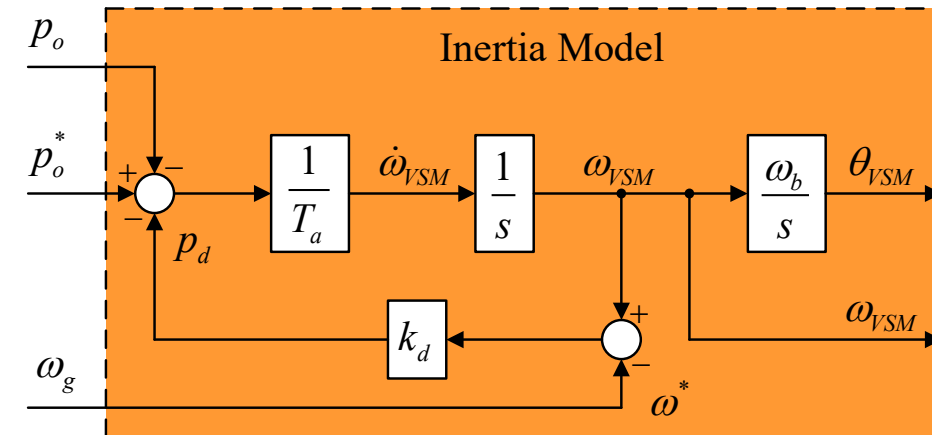 Inertia Model
p_o
p_o^*
+
−
−
p_d
1/T_a
ω̇_VSM
1/s
ω_VSM
ω_b/s
θ_VSM
ω_VSM
k_d
+
−
ω_g
ω^*